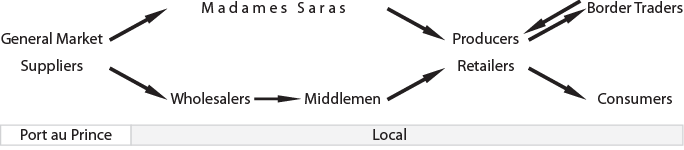 Madames Saras
Border Traders
General Market
Producers
Suppliers
Retailers
Wholesalers
Middlemen
Consumers
Port au Prince
Local